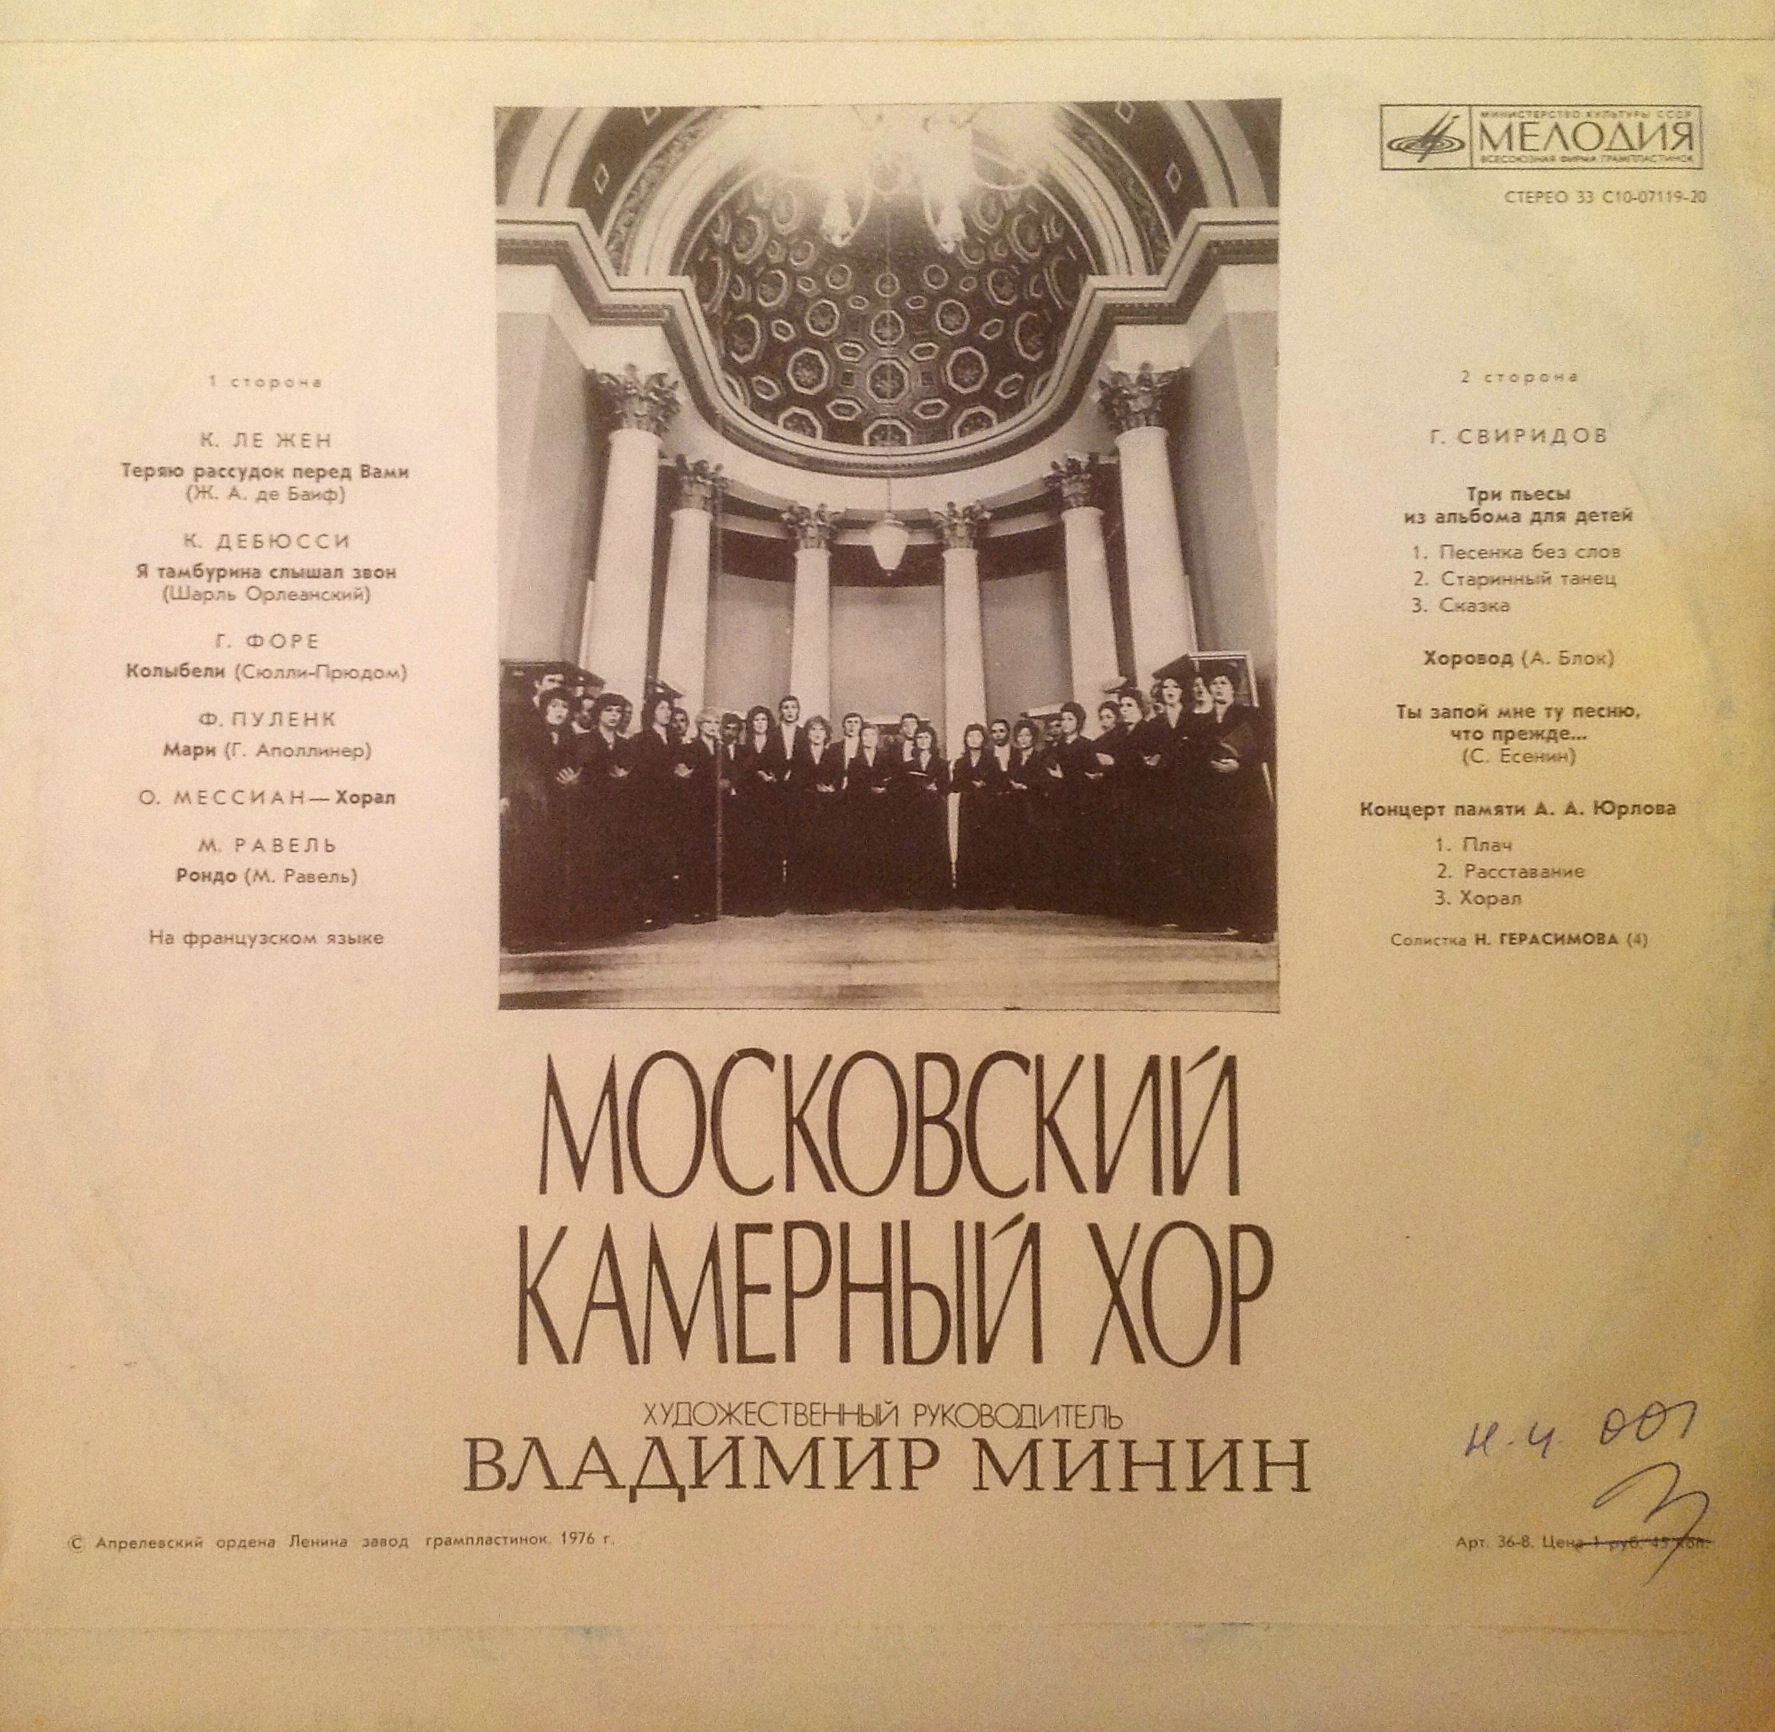 МИНИСТЕРСТВО КУЛЬТУРЫ СССР
МЕЛОДИЯ
ВСЕСОЮЗНАЯ ФИРМА ГРАМПЛАСТИНОК
СТЕРЕО 33 С10-07119-20
1 сторона
К. ЛЕ ЖЕН
Теряю рассудок перед Вами
(Ж. А. де Баиф)
К. ДЕБЮССИ
Я тамбурина слышал звон
(Шарль Орлеанский)
Г. ФОРЕ
Колыбели (Сюлли-Прюдом)
Ф. ПУЛЕНК
Мари (Г. Аполлинер)
О. МЕССИАН — Хорал
М. РАВЕЛЬ
Рондо (М. Равель)
На французском языке
2 сторона
Г. СВИРИДОВ
Три пьесы
из альбома для детей
1. Песенка без слов
2. Старинный танец
3. Сказка
Хоровод (А. Блок)
Ты запой мне ту песню,
что прежде...
(С. Есенин)
Концерт памяти А. А. Юрлова
1. Плач
2. Расставание
3. Хорал
Солистка Н. ГЕРАСИМОВА (4)
МОСКОВСКИЙ
КАМЕРНЫЙ ХОР
ХУДОЖЕСТВЕННЫЙ РУКОВОДИТЕЛЬ
ВЛАДИМИР МИНИН
н.ч. 001
© Апрелевский ордена Ленина завод грампластинок. 1976 г.
Арт. 36-8. Цена 1 руб. 45 коп.